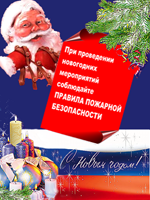 При проведении
новогодних
мероприятий
соблюдайте
ПРАВИЛА ПОЖАРНОЙ
БЕЗОПАСНОСТИ
С Новым годом!